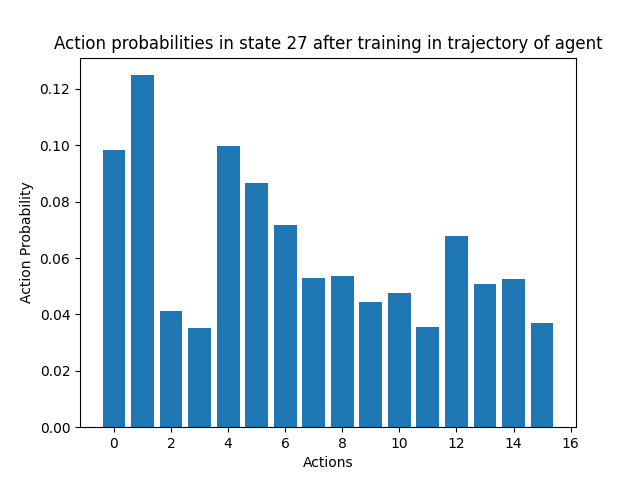 Action probabilities in state 27 after training in trajectory of agent
0.12
0.10
0.08
0.06
0.04
0.02
0.00
Action Probability
0 2 4 6 8 10 12 14 16
Actions